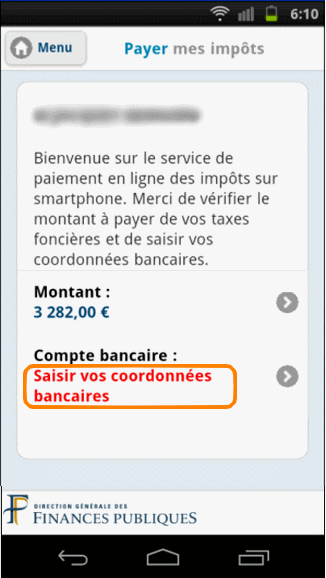 6:10
Menu
Payer mes impôts
Bienvenue sur le service de
paiement en ligne des impôts sur
smartphone. Merci de vérifier le
montant à payer de vos taxes
foncières et de saisir vos
coordonnées bancaires.
Montant :
3 282,00 €
Compte bancaire :
Saisir vos coordonnées
bancaires
DIRECTION GÉNÉRALE DES
FINANCES PUBLIQUES